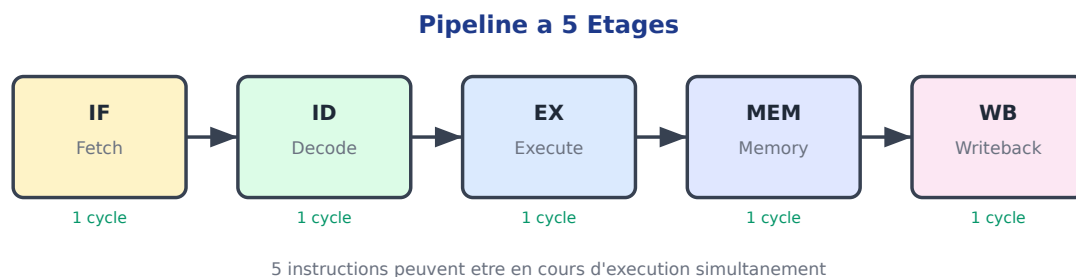 Pipeline a 5 Etages
IF
Fetch
ID
Decode
EX
Execute
MEM
Memory
WB
Writeback
1 cycle
1 cycle
1 cycle
1 cycle
1 cycle
5 instructions peuvent etre en cours d'execution simultanement